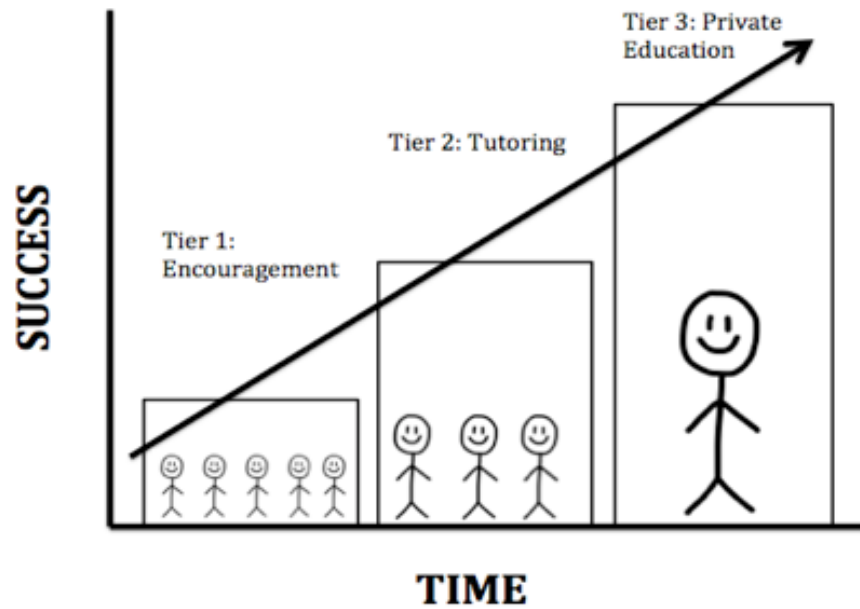 Tier 3: Private
Education
Tier 2: Tutoring
Tier 1:
Encouragement
SUCCESS
TIME